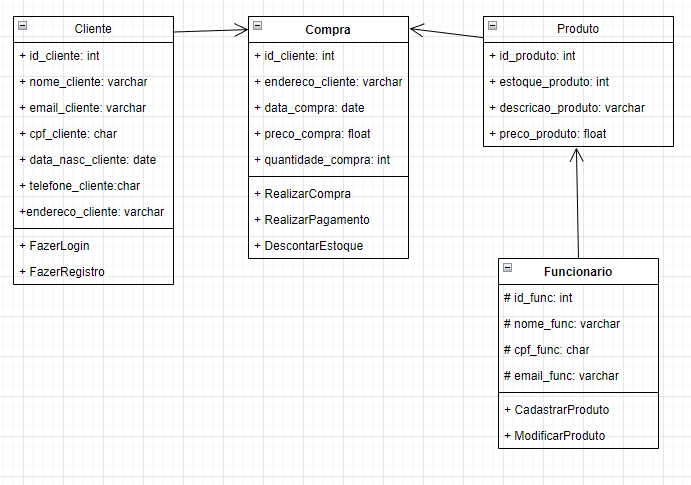 Cliente
+ id_cliente: int
+ nome_cliente: varchar
+ email_cliente: varchar
+ cpf_cliente: char
+ data_nasc_cliente: date
+ telefone_cliente:char
+endereco_cliente: varchar
+ FazerLogin
+ FazerRegistro
Compra
+ id_cliente: int
+ endereco_cliente: varchar
+ data_compra: date
+ preco_compra: float
+ quantidade_compra: int
+ RealizarCompra
+ RealizarPagamento
+ DescontarEstoque
Produto
+ id_produto: int
+ estoque_produto: int
+ descricao_produto: varchar
+ preco_produto: float
Funcionario
# id_func: int
# nome_func: varchar
# cpf_func: char
# email_func: varchar
+ CadastrarProduto
+ ModificarProduto